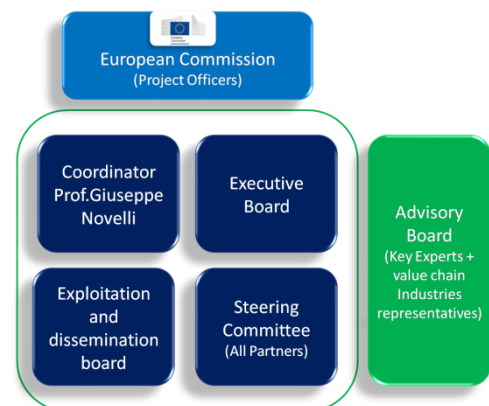 European Commission
(Project Officers)
Coordinator
Prof.Giuseppe
Novelli
Executive
Board
Exploitation
and
dissemination
board
Steering
Committee
(All Partners)
Advisory
Board
(Key Experts +
value chain
Industries
representatives)